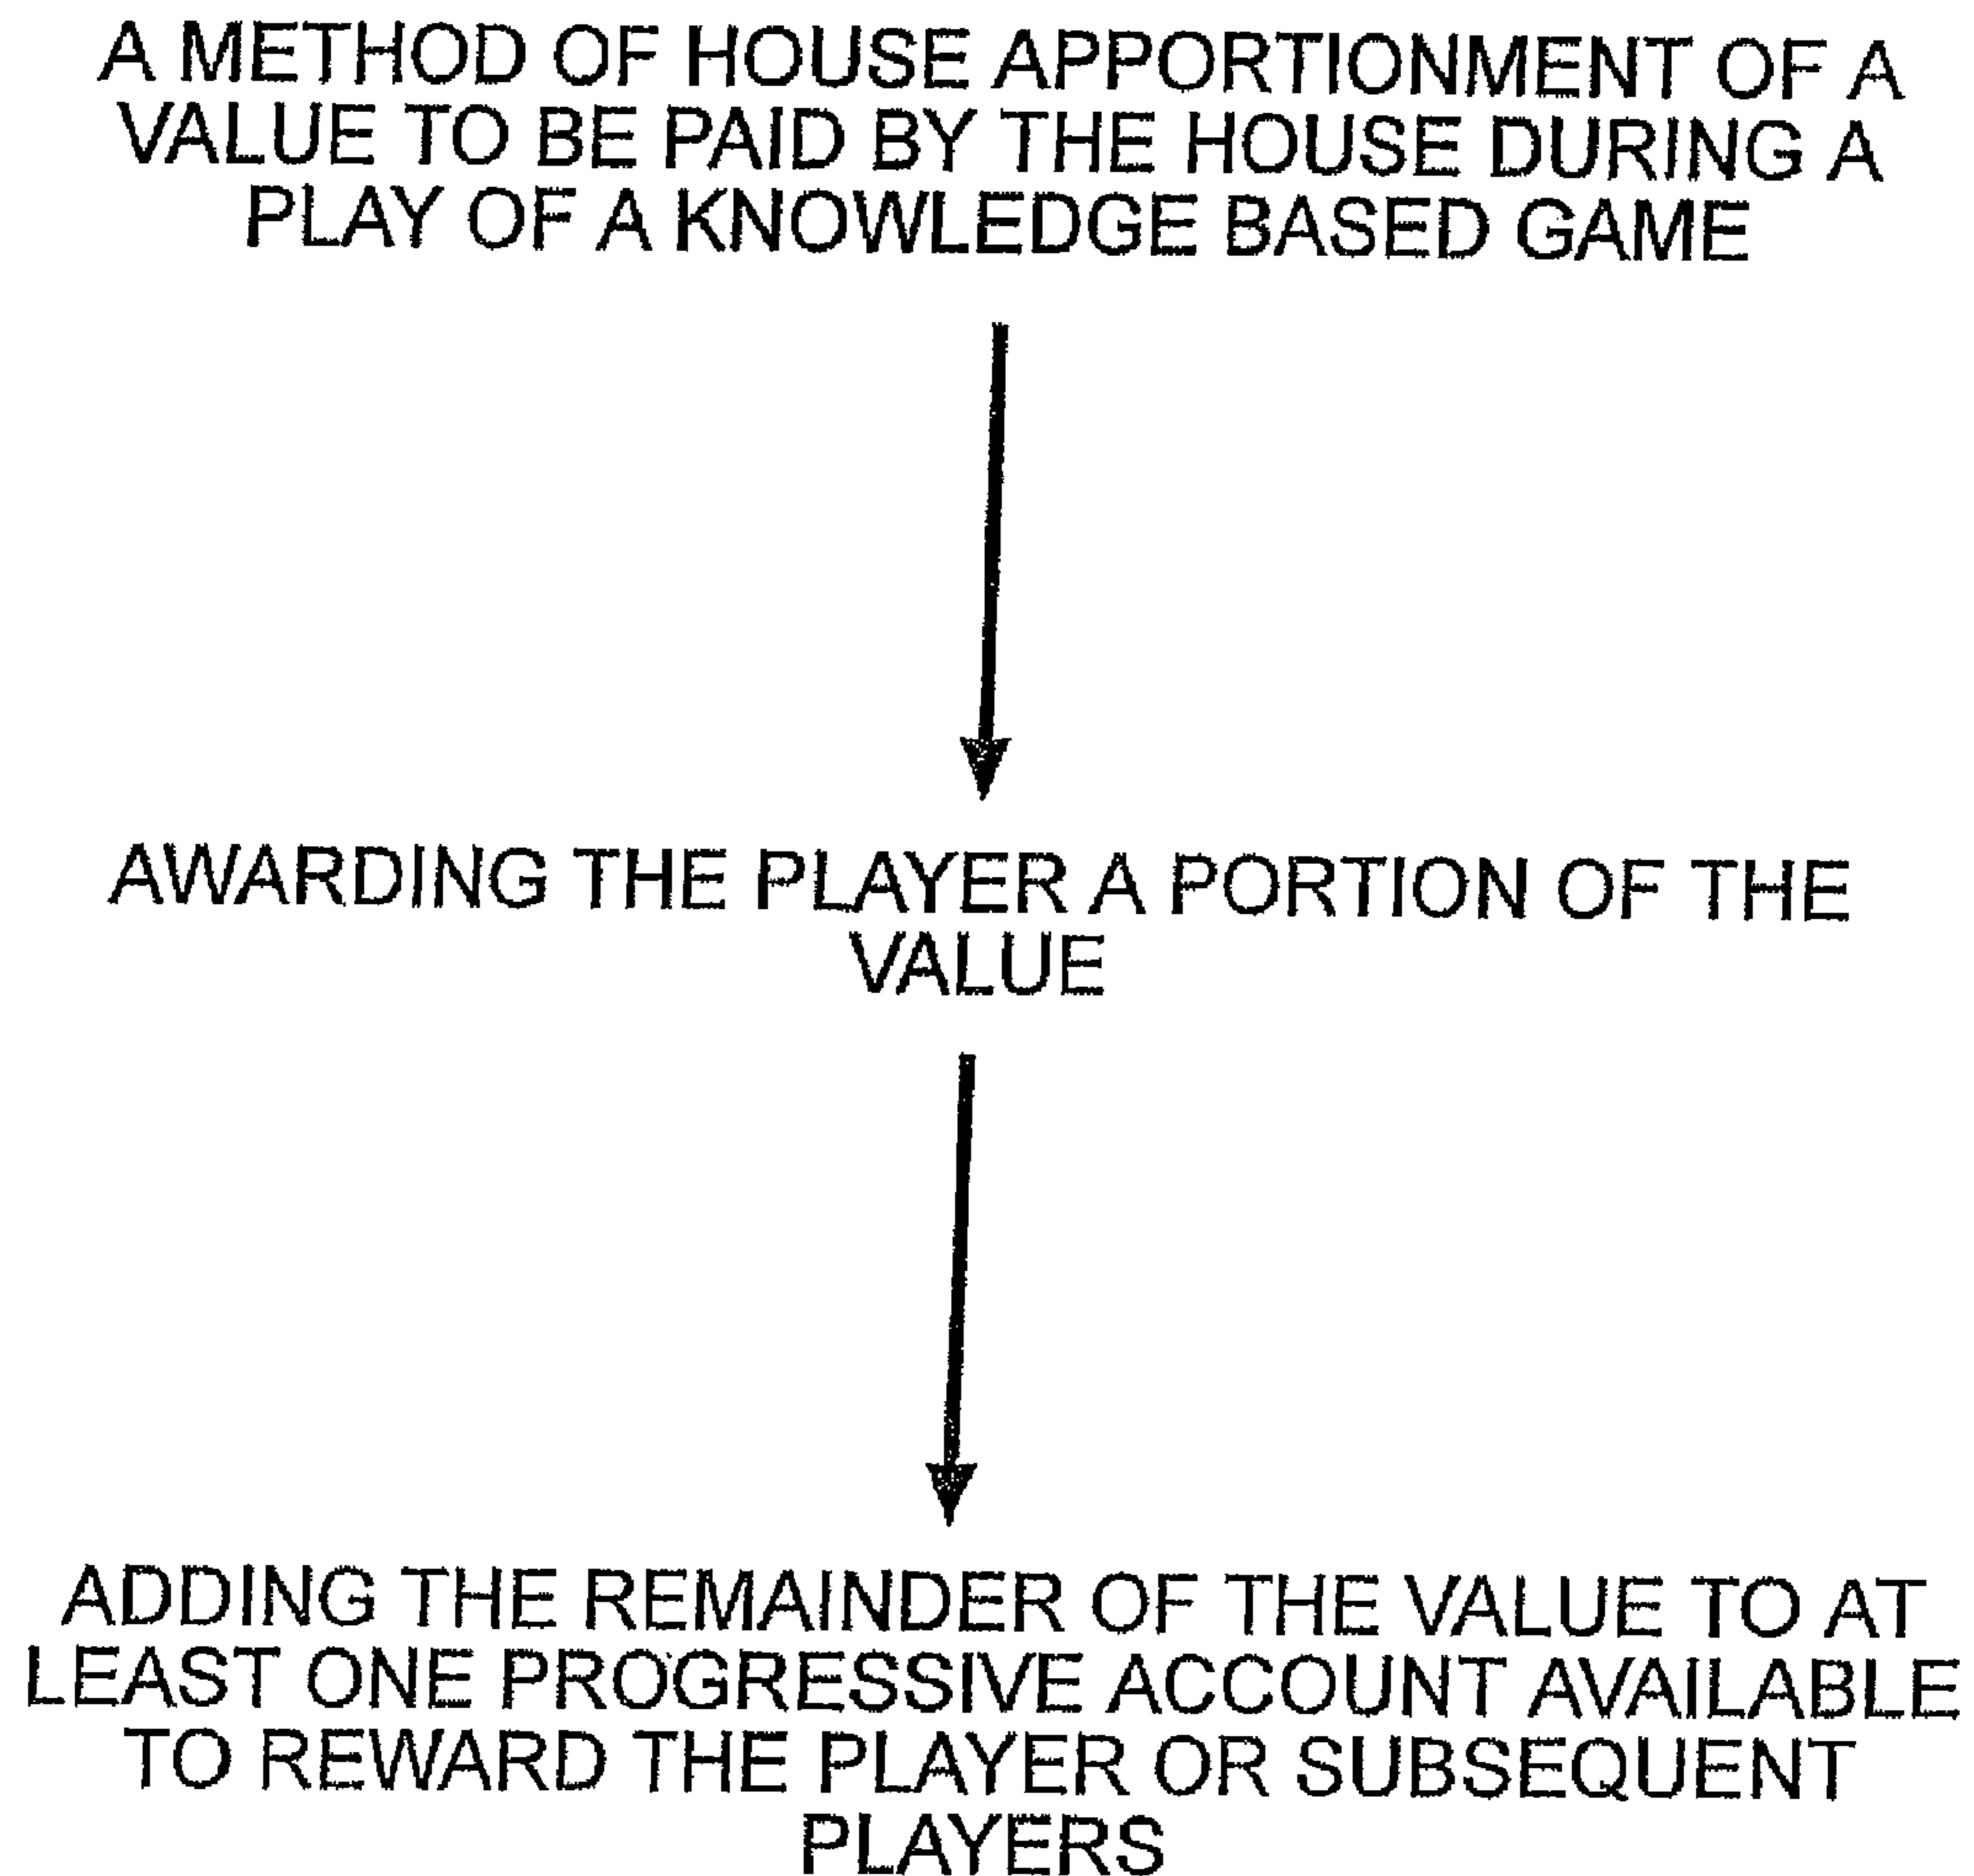 A METHOD OF HOUSE APPORTIONMENT OF A
VALUE TO BE PAID BY THE HOUSE DURING A
PLAY OF A KNOWLEDGE BASED GAME
AWARDING THE PLAYER A PORTION OF THE
VALUE
ADDING THE REMAINDER OF THE VALUE TO AT
LEAST ONE PROGRESSIVE ACCOUNT AVAILABLE
TO REWARD THE PLAYER OR SUBSEQUENT
PLAYERS